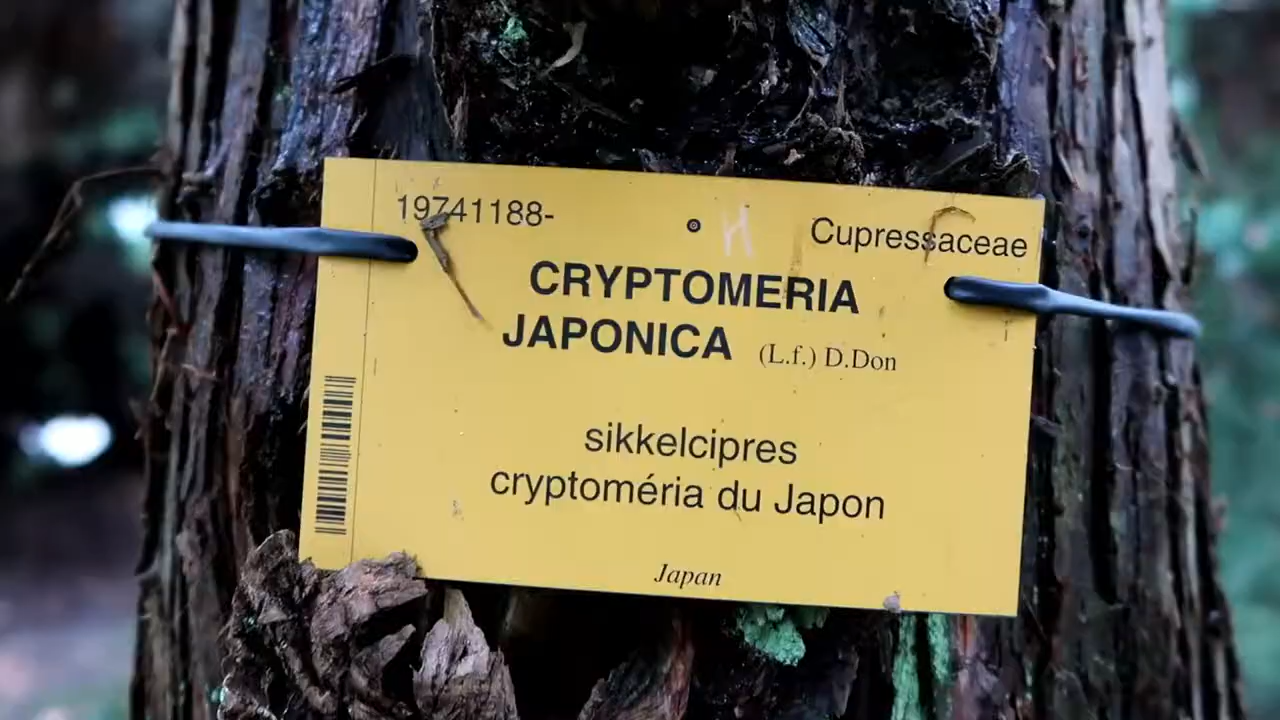 19741188-
H
Cupressaceae
CRYPTOMERIA
JAPONICA (L.f.) D.Don
sikkelcipres
cryptoméria du Japon
Japan